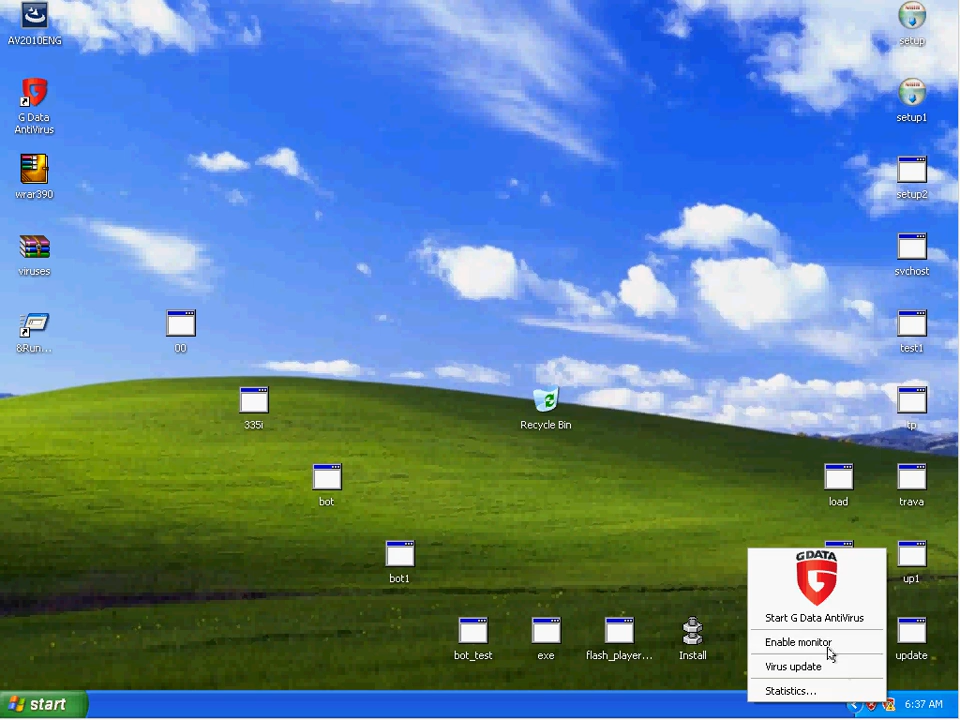 AV2010ENG
setup
G Data
AntiVirus
setup1
wrar390
setup2
viruses
svchost
&Run...
00
test1
335i
Recycle Bin
tp
bot
load
trava
bot1
up1
bot_test
exe
flash_player...
Install
update
G DATA
Start G Data AntiVirus
Enable monitor
Virus update
Statistics...
start
6:37 AM